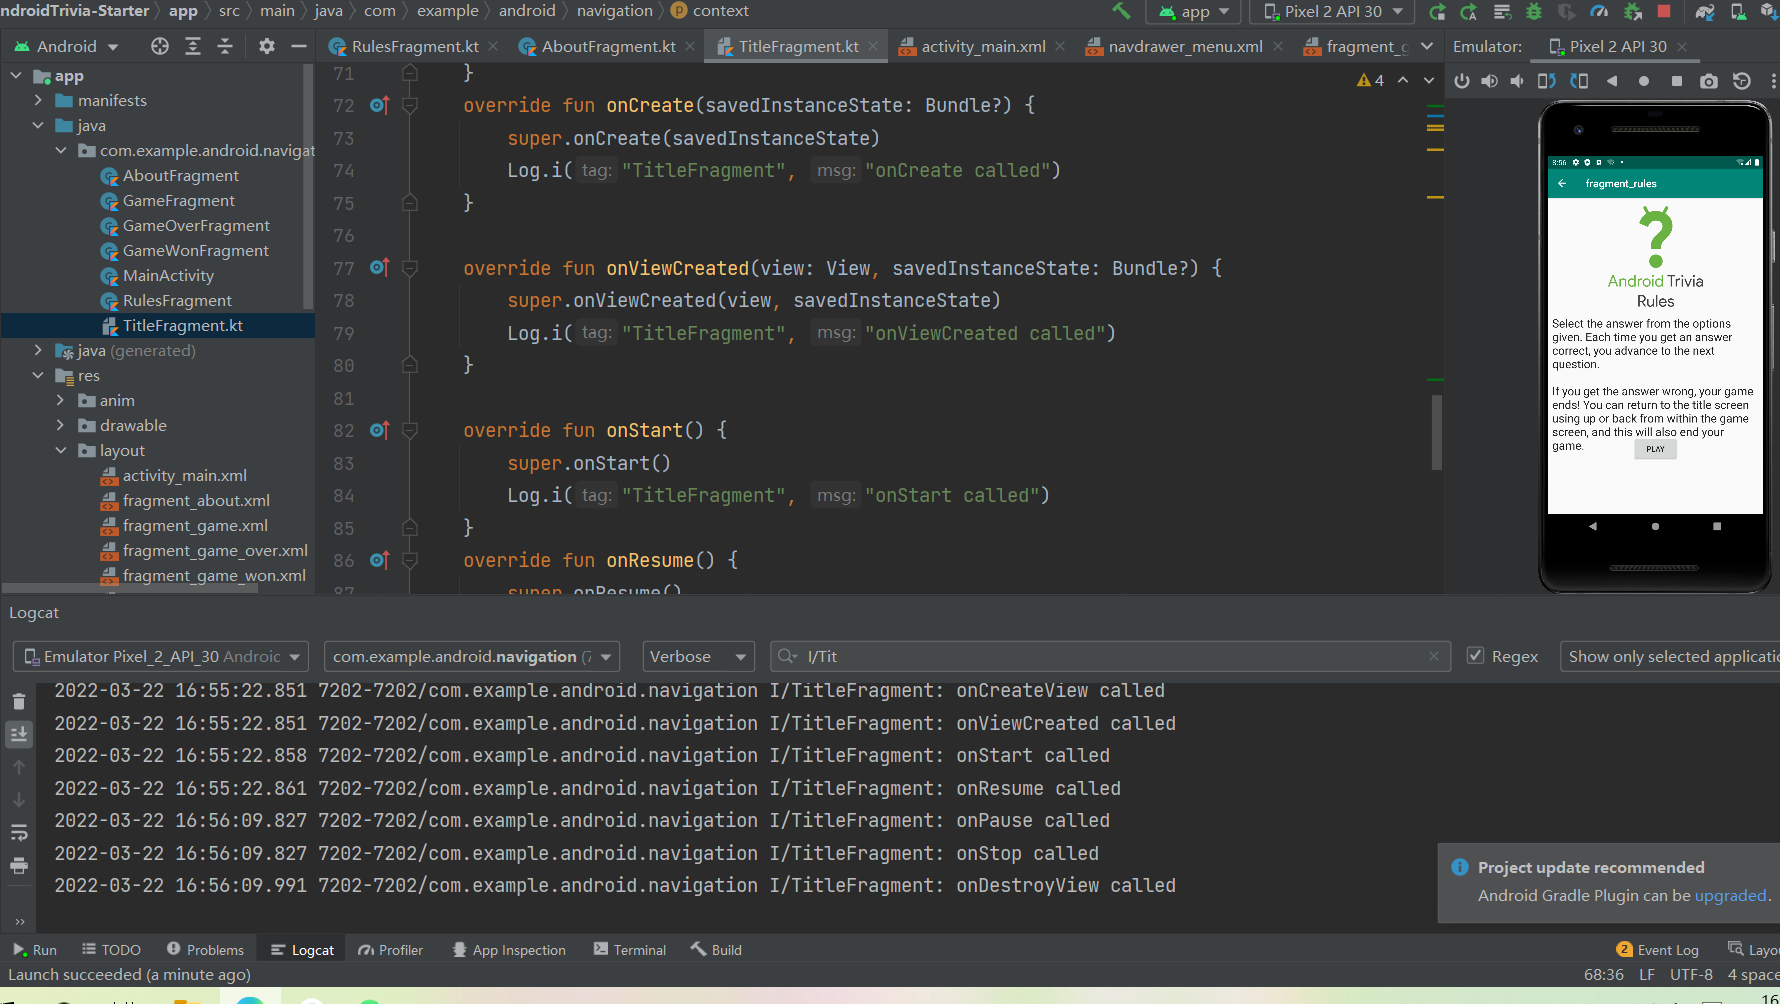 ndroidTrivia-Starter app src main java com example android navigation context
app Pixel 2 API 30
Android
RulesFragment.kt AboutFragment.kt TitleFragment.kt activity_main.xml navdrawer_menu.xml fragment_g
Emulator: Pixel 2 API 30
app
manifests
java
com.example.android.navigat
AboutFragment
GameFragment
GameOverFragment
GameWonFragment
MainActivity
RulesFragment
TitleFragment.kt
java (generated)
res
anim
drawable
layout
activity_main.xml
fragment_about.xml
fragment_game.xml
fragment_game_over.xml
fragment_game_won.xml
4
71 }
72 override fun onCreate(savedInstanceState: Bundle?) {
73 super.onCreate(savedInstanceState)
74 Log.i( tag: "TitleFragment", msg: "onCreate called")
75 }
76
77 override fun onViewCreated(view: View, savedInstanceState: Bundle?) {
78 super.onViewCreated(view, savedInstanceState)
79 Log.i( tag: "TitleFragment", msg: "onViewCreated called")
80 }
81
82 override fun onStart() {
83 super.onStart()
84 Log.i( tag: "TitleFragment", msg: "onStart called")
85 }
86 override fun onResume() {
87 super.onResume()
8:56
fragment_rules
Android Trivia
Rules
Select the answer from the options
given. Each time you get an answer
correct, you advance to the next
question.
If you get the answer wrong, your game
ends! You can return to the title screen
using up or back from within the game
screen, and this will also end your
game.
PLAY
Logcat
Emulator Pixel_2_API_30 Androic com.example.android.navigation (7 Verbose I/Tit Regex Show only selected applicatic
2022-03-22 16:55:22.851 7202-7202/com.example.android.navigation I/TitleFragment: onCreateView called
2022-03-22 16:55:22.851 7202-7202/com.example.android.navigation I/TitleFragment: onViewCreated called
2022-03-22 16:55:22.858 7202-7202/com.example.android.navigation I/TitleFragment: onStart called
2022-03-22 16:55:22.861 7202-7202/com.example.android.navigation I/TitleFragment: onResume called
2022-03-22 16:56:09.827 7202-7202/com.example.android.navigation I/TitleFragment: onPause called
2022-03-22 16:56:09.827 7202-7202/com.example.android.navigation I/TitleFragment: onStop called
2022-03-22 16:56:09.991 7202-7202/com.example.android.navigation I/TitleFragment: onDestroyView called
Project update recommended
Android Gradle Plugin can be upgraded.
Run TODO Problems Logcat Profiler App Inspection Terminal Build 2 Event Log Layou
Launch succeeded (a minute ago) 68:36 LF UTF-8 4 space